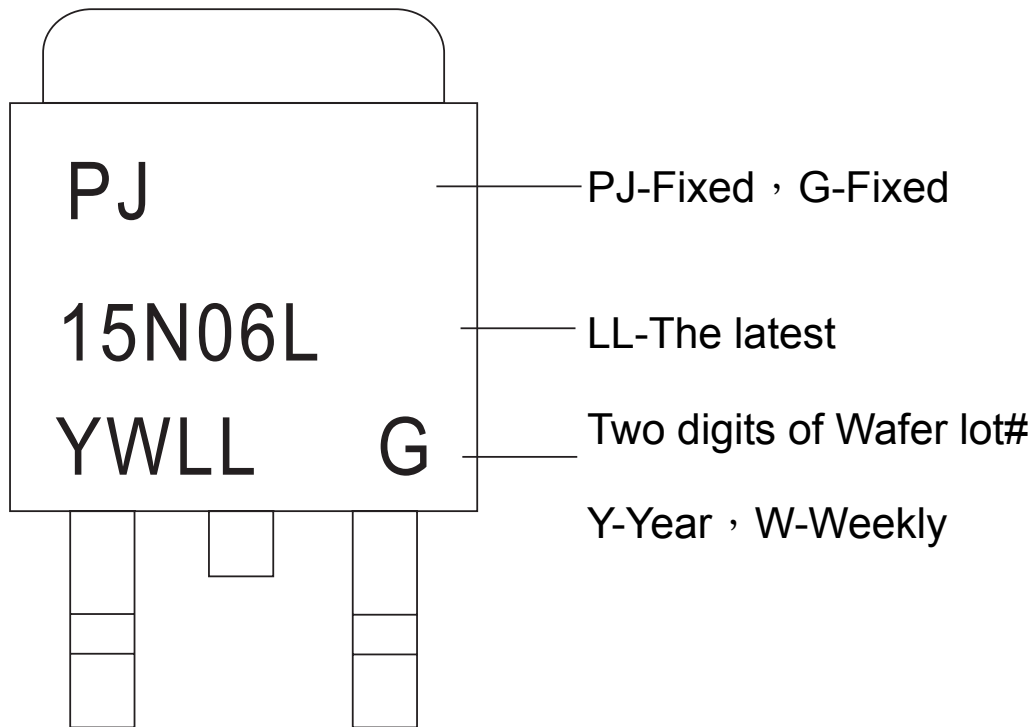 PJ
PJ-Fixed，G-Fixed
15N06L
LL-The latest
YWLL G
Two digits of Wafer lot#
Y-Year，W-Weekly